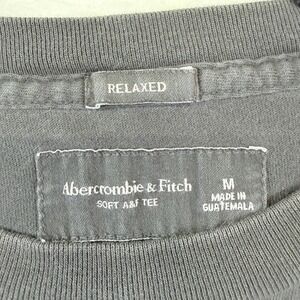 RELAXED
Abercrombie & Fitch
SOFT A&F TEE
M
MADE IN
GUATEMALA